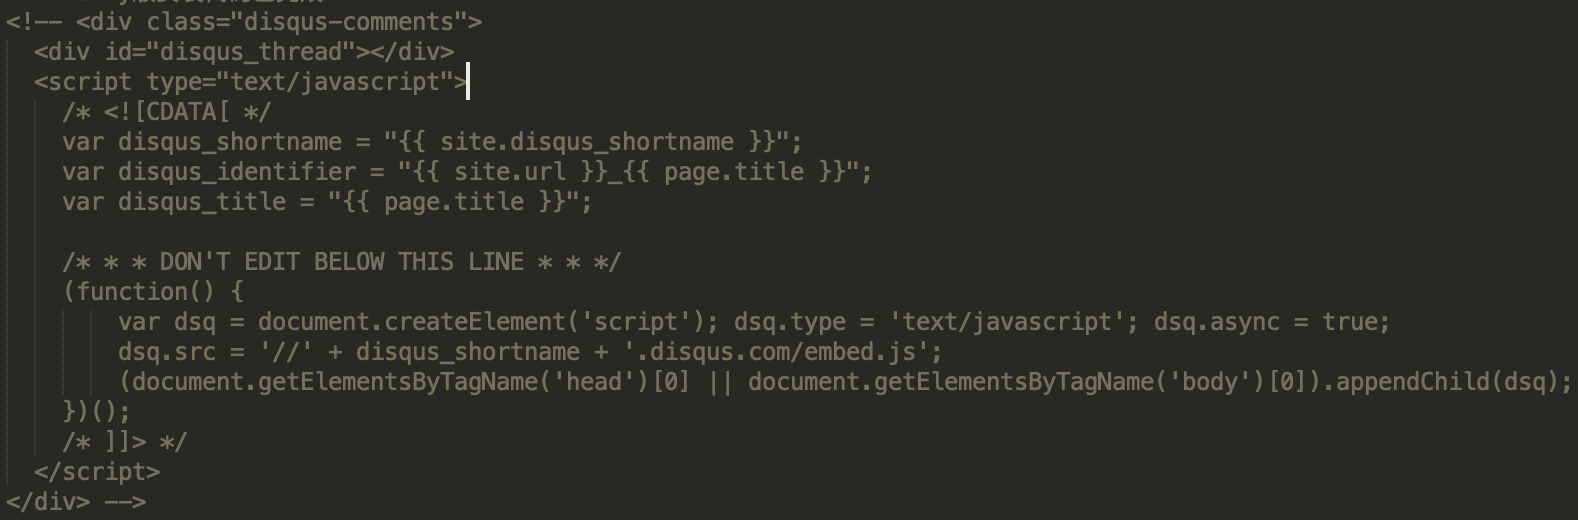 <!-- <div class="disqus-comments">
<div id="disqus_thread"></div>
<script type="text/javascript">
/* <![CDATA[ */
var disqus_shortname = "{{ site.disqus_shortname }}";
var disqus_identifier = "{{ site.url }}_{{ page.title }}";
var disqus_title = "{{ page.title }}";
/* * * DON'T EDIT BELOW THIS LINE * * */
(function() {
var dsq = document.createElement('script'); dsq.type = 'text/javascript'; dsq.async = true;
dsq.src = '//' + disqus_shortname + '.disqus.com/embed.js';
(document.getElementsByTagName('head')[0] || document.getElementsByTagName('body')[0]).appendChild(dsq);
})();
/* ]]> */
</script>
</div> -->